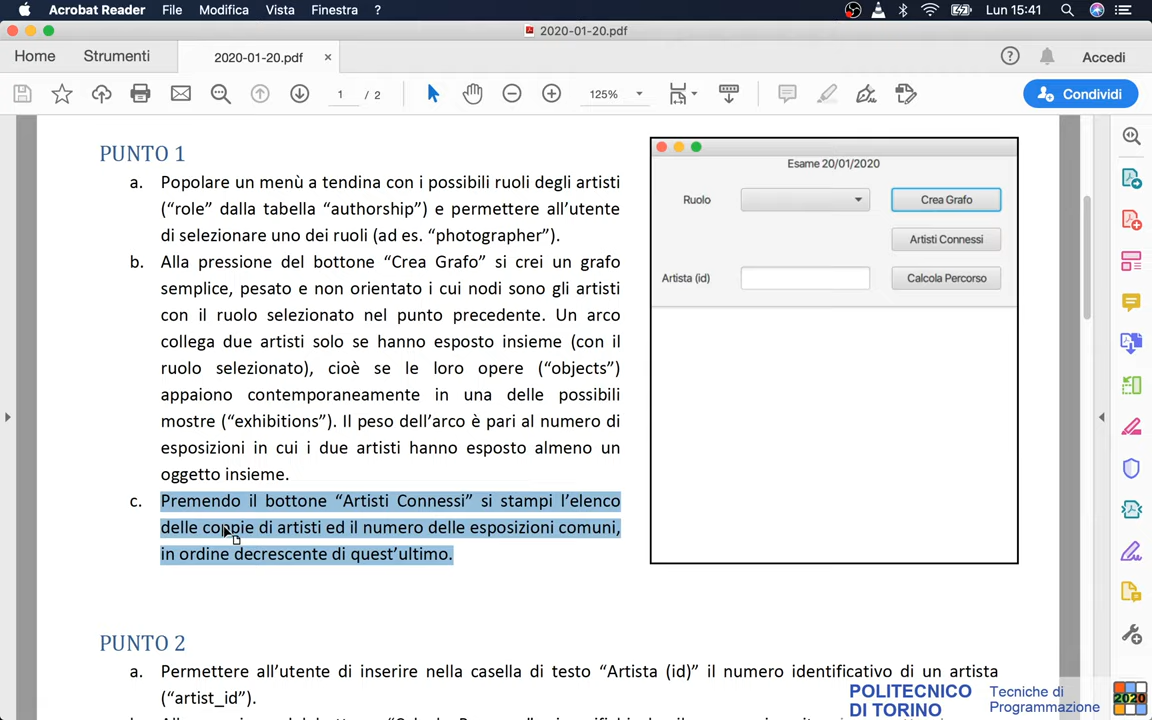 Acrobat Reader File Modifica Vista Finestra ? Lun 15:41
2020-01-20.pdf
Home Strumenti 2020-01-20.pdf × Accedi
1 / 2 125% Condividi
PUNTO 1
a. Popolare un menù a tendina con i possibili ruoli degli artisti
(“role” dalla tabella “authorship”) e permettere all’utente
di selezionare uno dei ruoli (ad es. “photographer”).
b. Alla pressione del bottone “Crea Grafo” si crei un grafo
semplice, pesato e non orientato i cui nodi sono gli artisti
con il ruolo selezionato nel punto precedente. Un arco
collega due artisti solo se hanno esposto insieme (con il
ruolo selezionato), cioè se le loro opere (“objects”)
appaiono contemporaneamente in una delle possibili
mostre (“exhibitions”). Il peso dell’arco è pari al numero di
esposizioni in cui i due artisti hanno esposto almeno un
oggetto insieme.
c. Premendo il bottone “Artisti Connessi” si stampi l’elenco
delle coppie di artisti ed il numero delle esposizioni comuni,
in ordine decrescente di quest’ultimo.
Esame 20/01/2020
Ruolo Crea Grafo
Artisti Connessi
Artista (id) Calcola Percorso
PUNTO 2
a. Permettere all’utente di inserire nella casella di testo “Artista (id)” il numero identificativo di un artista
(“artist_id”).
POLITECNICO
DI TORINO
Tecniche di
Programmazione
2020